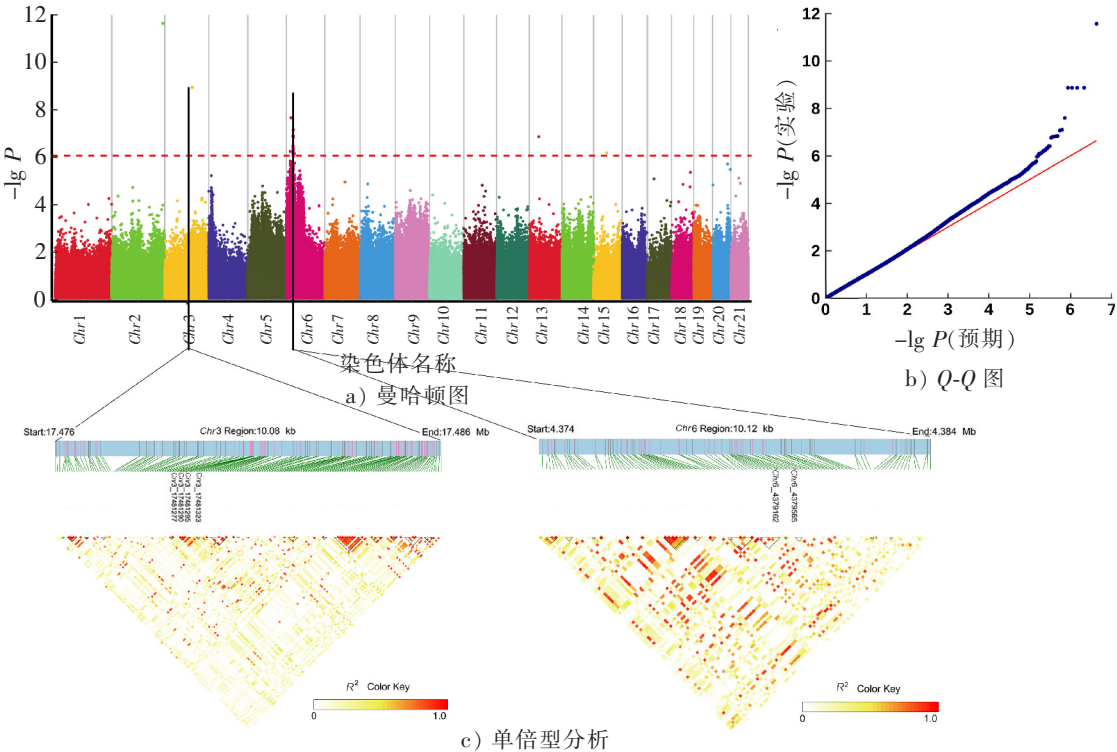 12
10
8
6
4
2
0
−lg P
Chr1
Chr2
Chr3
Chr4
Chr5
Chr6
Chr7
Chr8
Chr9
Chr10
Chr11
Chr12
Chr13
Chr14
Chr15
Chr16
Chr17
Chr18
Chr19
Chr20
Chr21
染色体名称
a) 曼哈顿图
12
10
8
6
4
2
0
−lg P(实验)
0 1 2 3 4 5 6 7
−lg P(预期)
b) Q-Q 图
Start:17.476 Chr3 Region:10.08 kb End:17.486 Mb
Chr3_17481277
Chr3_17481290
Chr3_17481295
Chr3_17481323
R² Color Key
0 1.0
Start:4.374 Chr6 Region:10.12 kb End:4.384 Mb
Chr6_4379162
Chr6_4379565
R² Color Key
0 1.0
c) 单倍型分析